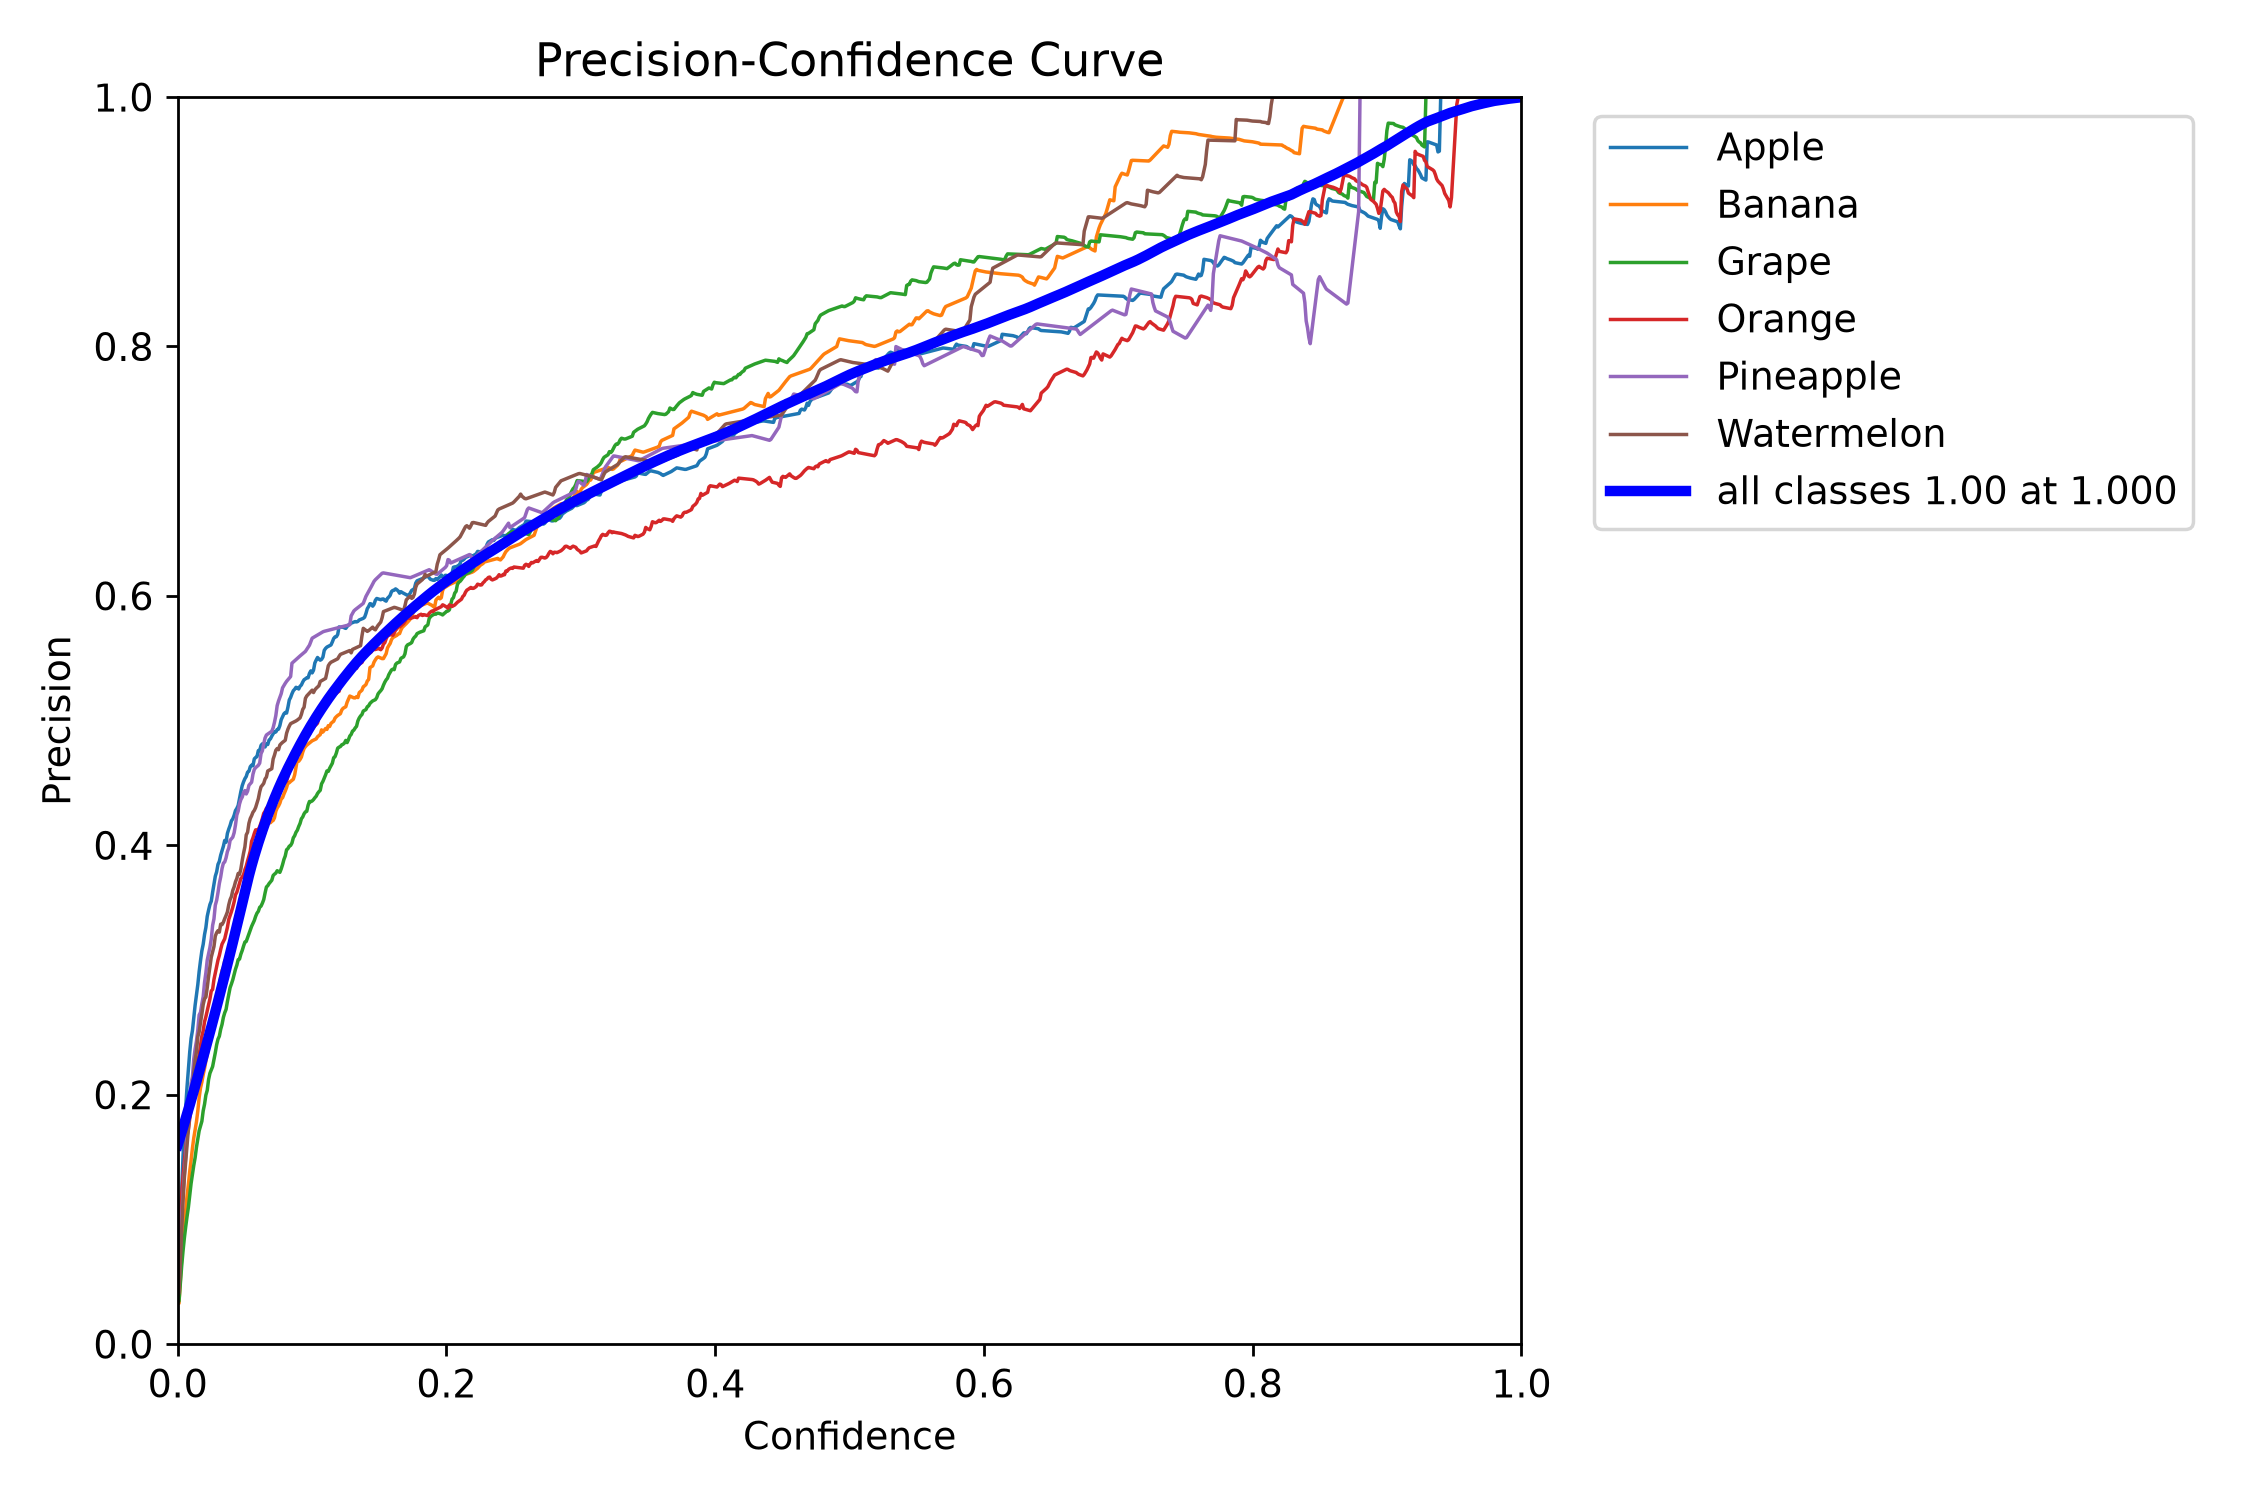 Precision-Confidence Curve
1.0
0.8
0.6
0.4
0.2
0.0
Precision
0.0 0.2 0.4 0.6 0.8 1.0
Confidence
Apple
Banana
Grape
Orange
Pineapple
Watermelon
all classes 1.00 at 1.000